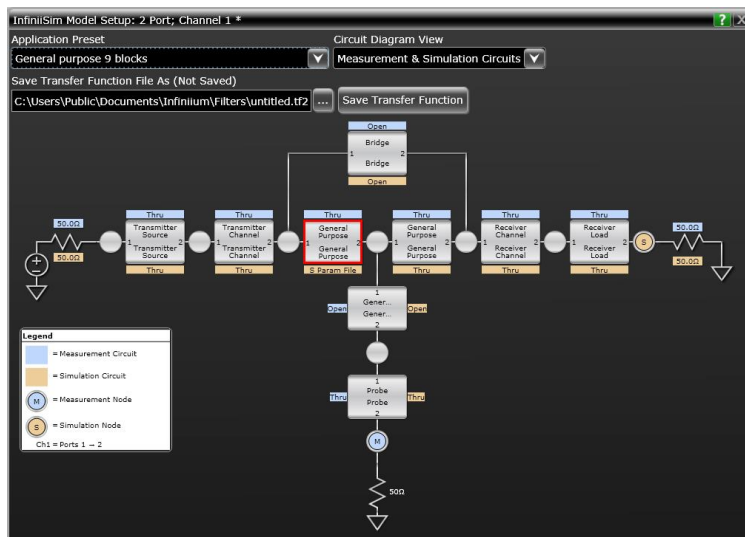 InfiniiSim Model Setup: 2 Port; Channel 1 *
? X
Application Preset
Circuit Diagram View
General purpose 9 blocks
Measurement & Simulation Circuits
Save Transfer Function File As (Not Saved)
C:\Users\Public\Documents\Infiniium\Filters\untitled.tf2
...
Save Transfer Function
Open
Bridge
1 2
Bridge
Open
50.0Ω
50.0Ω
Thru
Transmitter
Source
1 2
Transmitter
Source
Thru
Thru
Transmitter
Channel
1 2
Transmitter
Channel
Thru
Thru
General
Purpose
1 2
General
Purpose
S Param File
Thru
General
Purpose
1 2
General
Purpose
Thru
Thru
Receiver
Channel
1 2
Receiver
Channel
Thru
Thru
Receiver
Load
1 2
Receiver
Load
Thru
S
50.0Ω
50.0Ω
1
Open
Gener...
Gener...
Open
2
1
Thru
Probe
Probe
Thru
2
M
50Ω
Legend
= Measurement Circuit
= Simulation Circuit
M = Measurement Node
S = Simulation Node
Ch1 = Ports 1 → 2